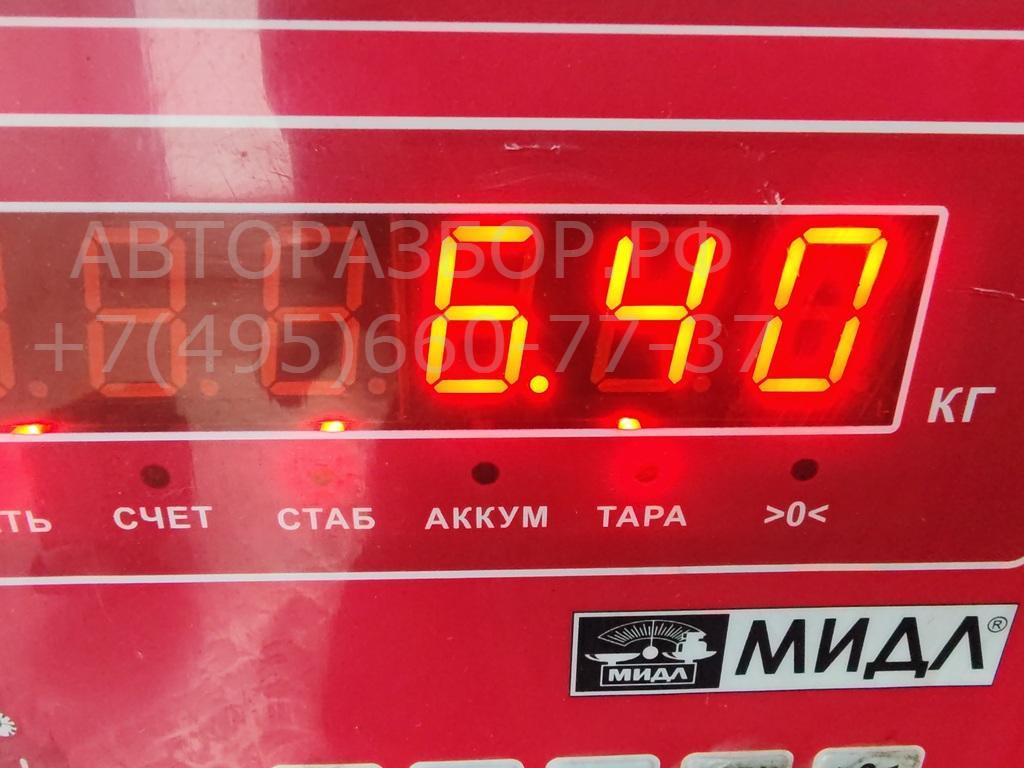 АВТОРАЗБОР.РФ
+7(495)660-77-37
6.40
КГ
СЧЕТ СТАБ АККУМ ТАРА >0<
МИДЛ МИДЛ®